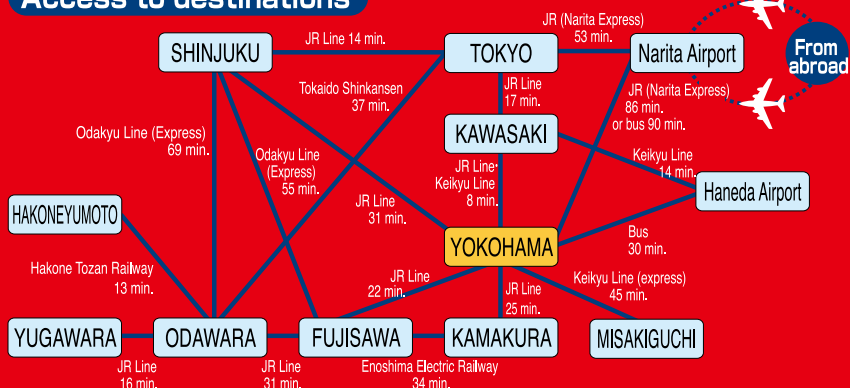 Access to destinations
JR (Narita Express)
53 min.
From
abroad
SHINJUKU
JR Line 14 min.
TOKYO
Narita Airport
Tokaido Shinkansen
37 min.
JR Line
17 min.
JR (Narita Express)
86 min.
or bus 90 min.
Odakyu Line (Express)
69 min.
KAWASAKI
Odakyu Line
(Express)
55 min.
JR Line·
Keikyu Line
8 min.
Keikyu Line
14 min.
Haneda Airport
HAKONEYUMOTO
JR Line
31 min.
YOKOHAMA
Bus
30 min.
Hakone Tozan Railway
13 min.
JR Line
22 min.
JR Line
25 min.
Keikyu Line (express)
45 min.
YUGAWARA
ODAWARA
FUJISAWA
KAMAKURA
MISAKIGUCHI
JR Line
16 min.
JR Line
31 min.
Enoshima Electric Railway
34 min.